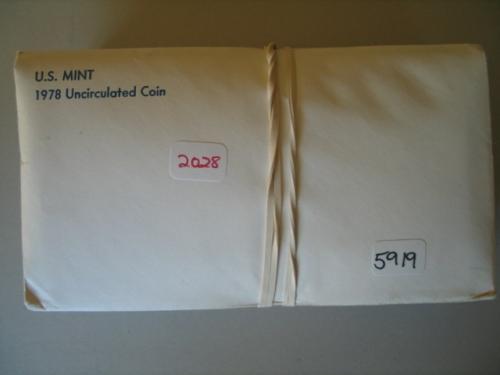 U.S. MINT
1978 Uncirculated Coin
2028
5919